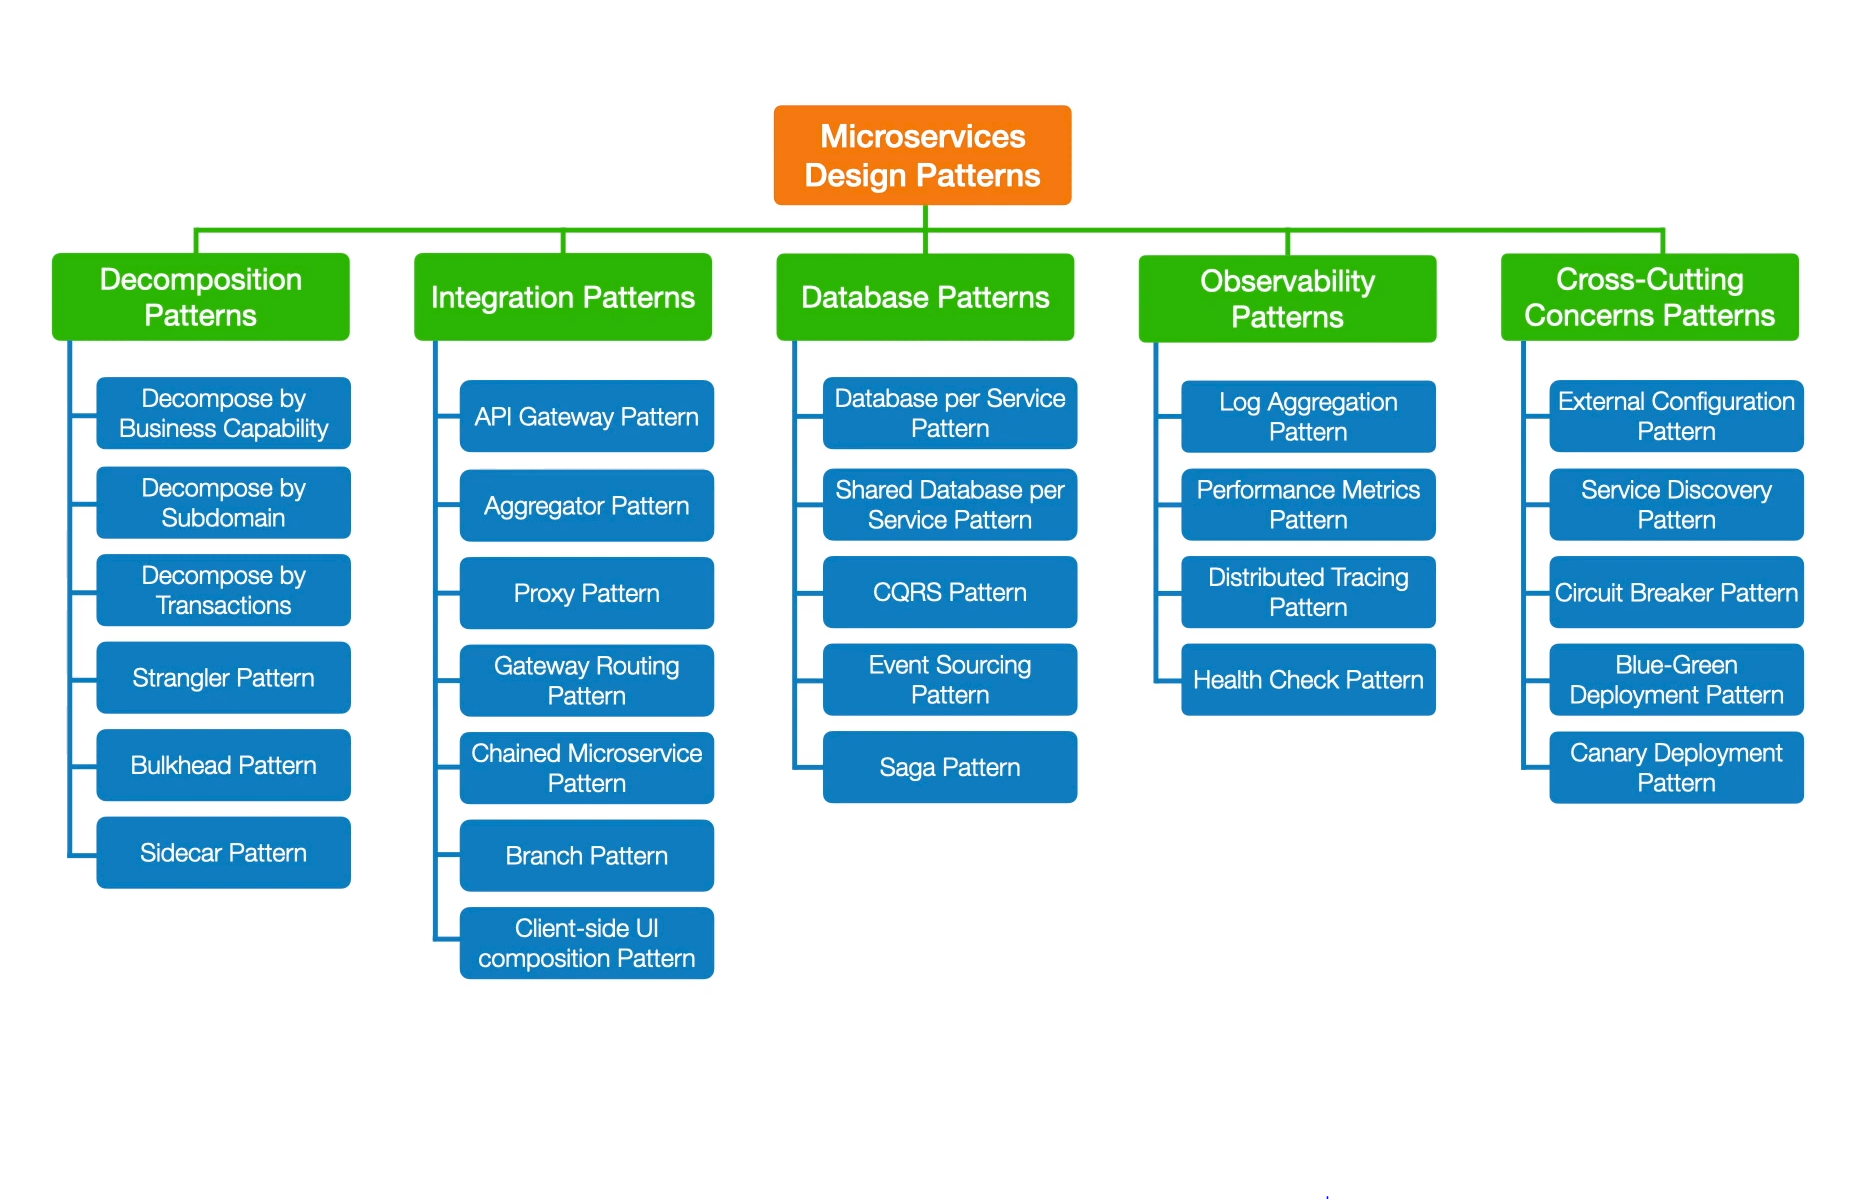 Microservices
Design Patterns
Decomposition
Patterns
Decompose by
Business Capability
Decompose by
Subdomain
Decompose by
Transactions
Strangler Pattern
Bulkhead Pattern
Sidecar Pattern
Integration Patterns
API Gateway Pattern
Aggregator Pattern
Proxy Pattern
Gateway Routing
Pattern
Chained Microservice
Pattern
Branch Pattern
Client-side UI
composition Pattern
Database Patterns
Database per Service
Pattern
Shared Database per
Service Pattern
CQRS Pattern
Event Sourcing
Pattern
Saga Pattern
Observability
Patterns
Log Aggregation
Pattern
Performance Metrics
Pattern
Distributed Tracing
Pattern
Health Check Pattern
Cross-Cutting
Concerns Patterns
External Configuration
Pattern
Service Discovery
Pattern
Circuit Breaker Pattern
Blue-Green
Deployment Pattern
Canary Deployment
Pattern